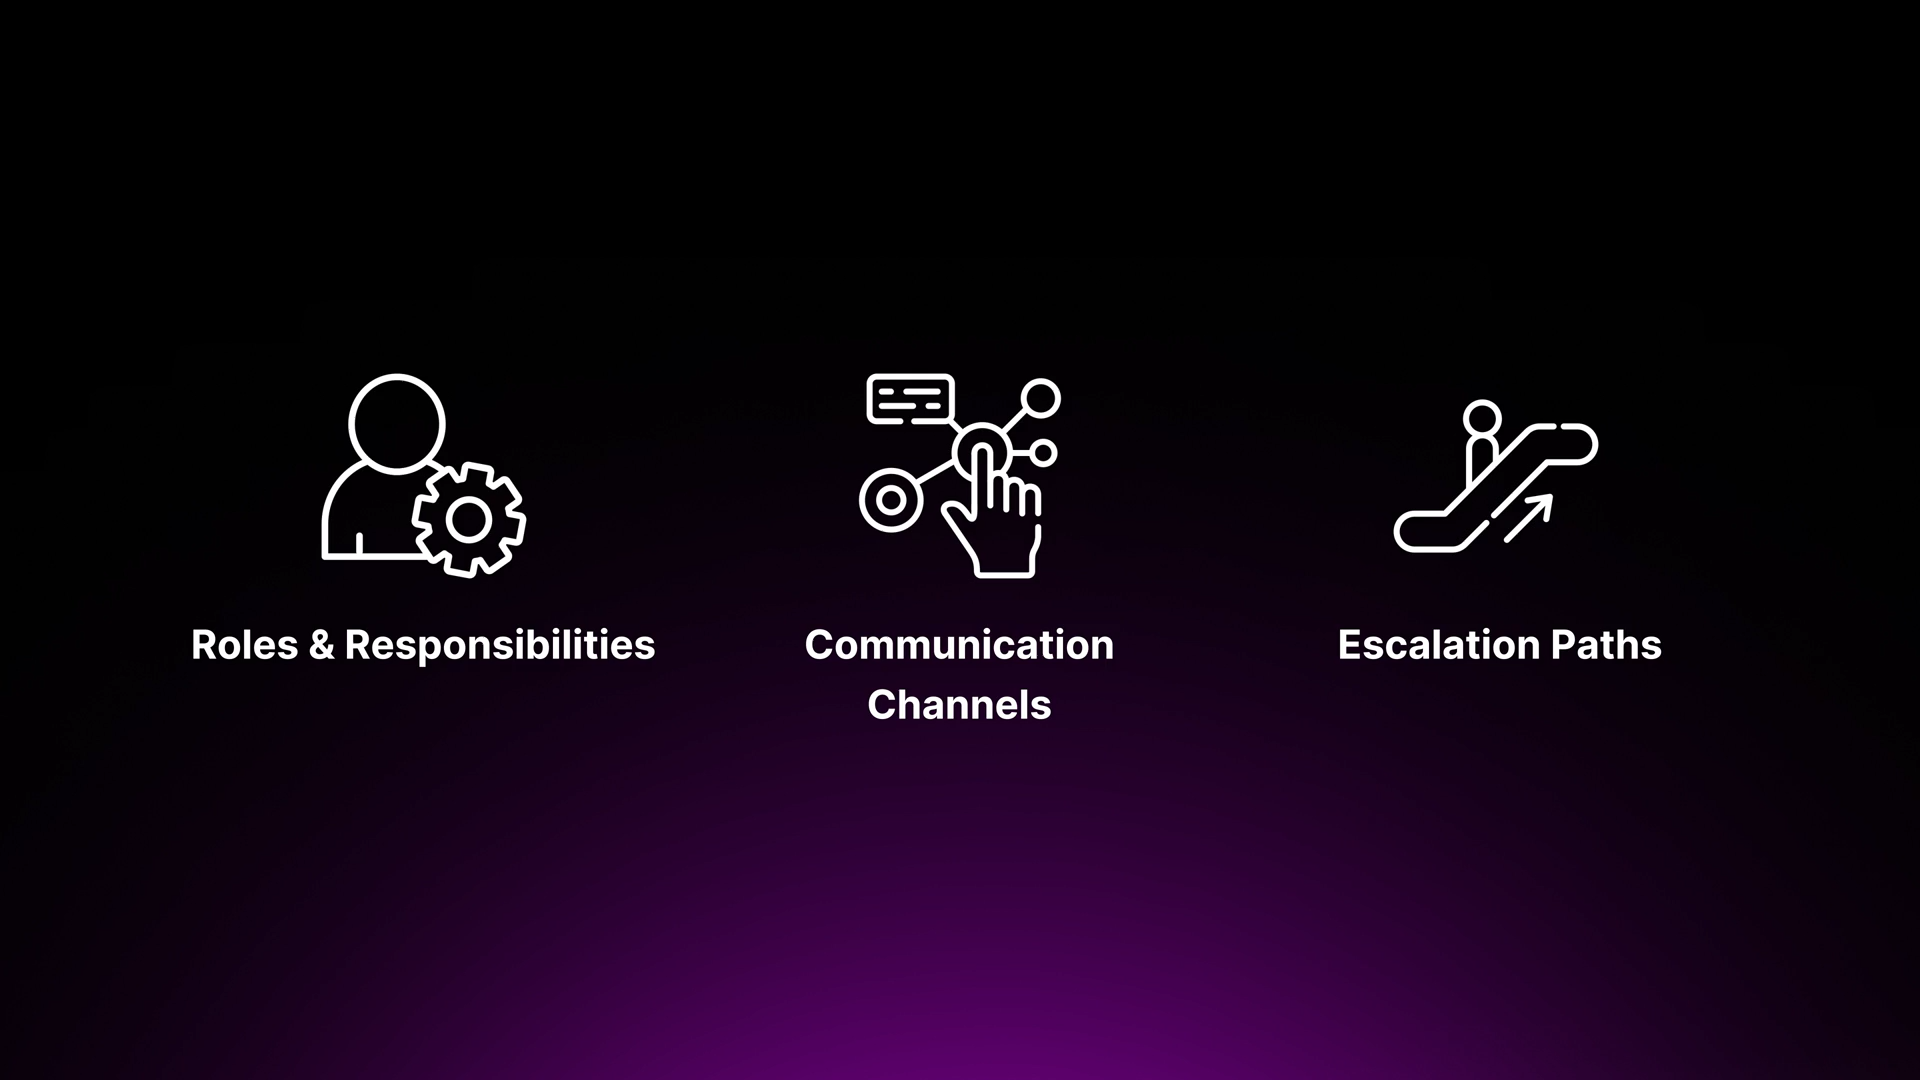 Roles & Responsibilities
Communication
Channels
Escalation Paths